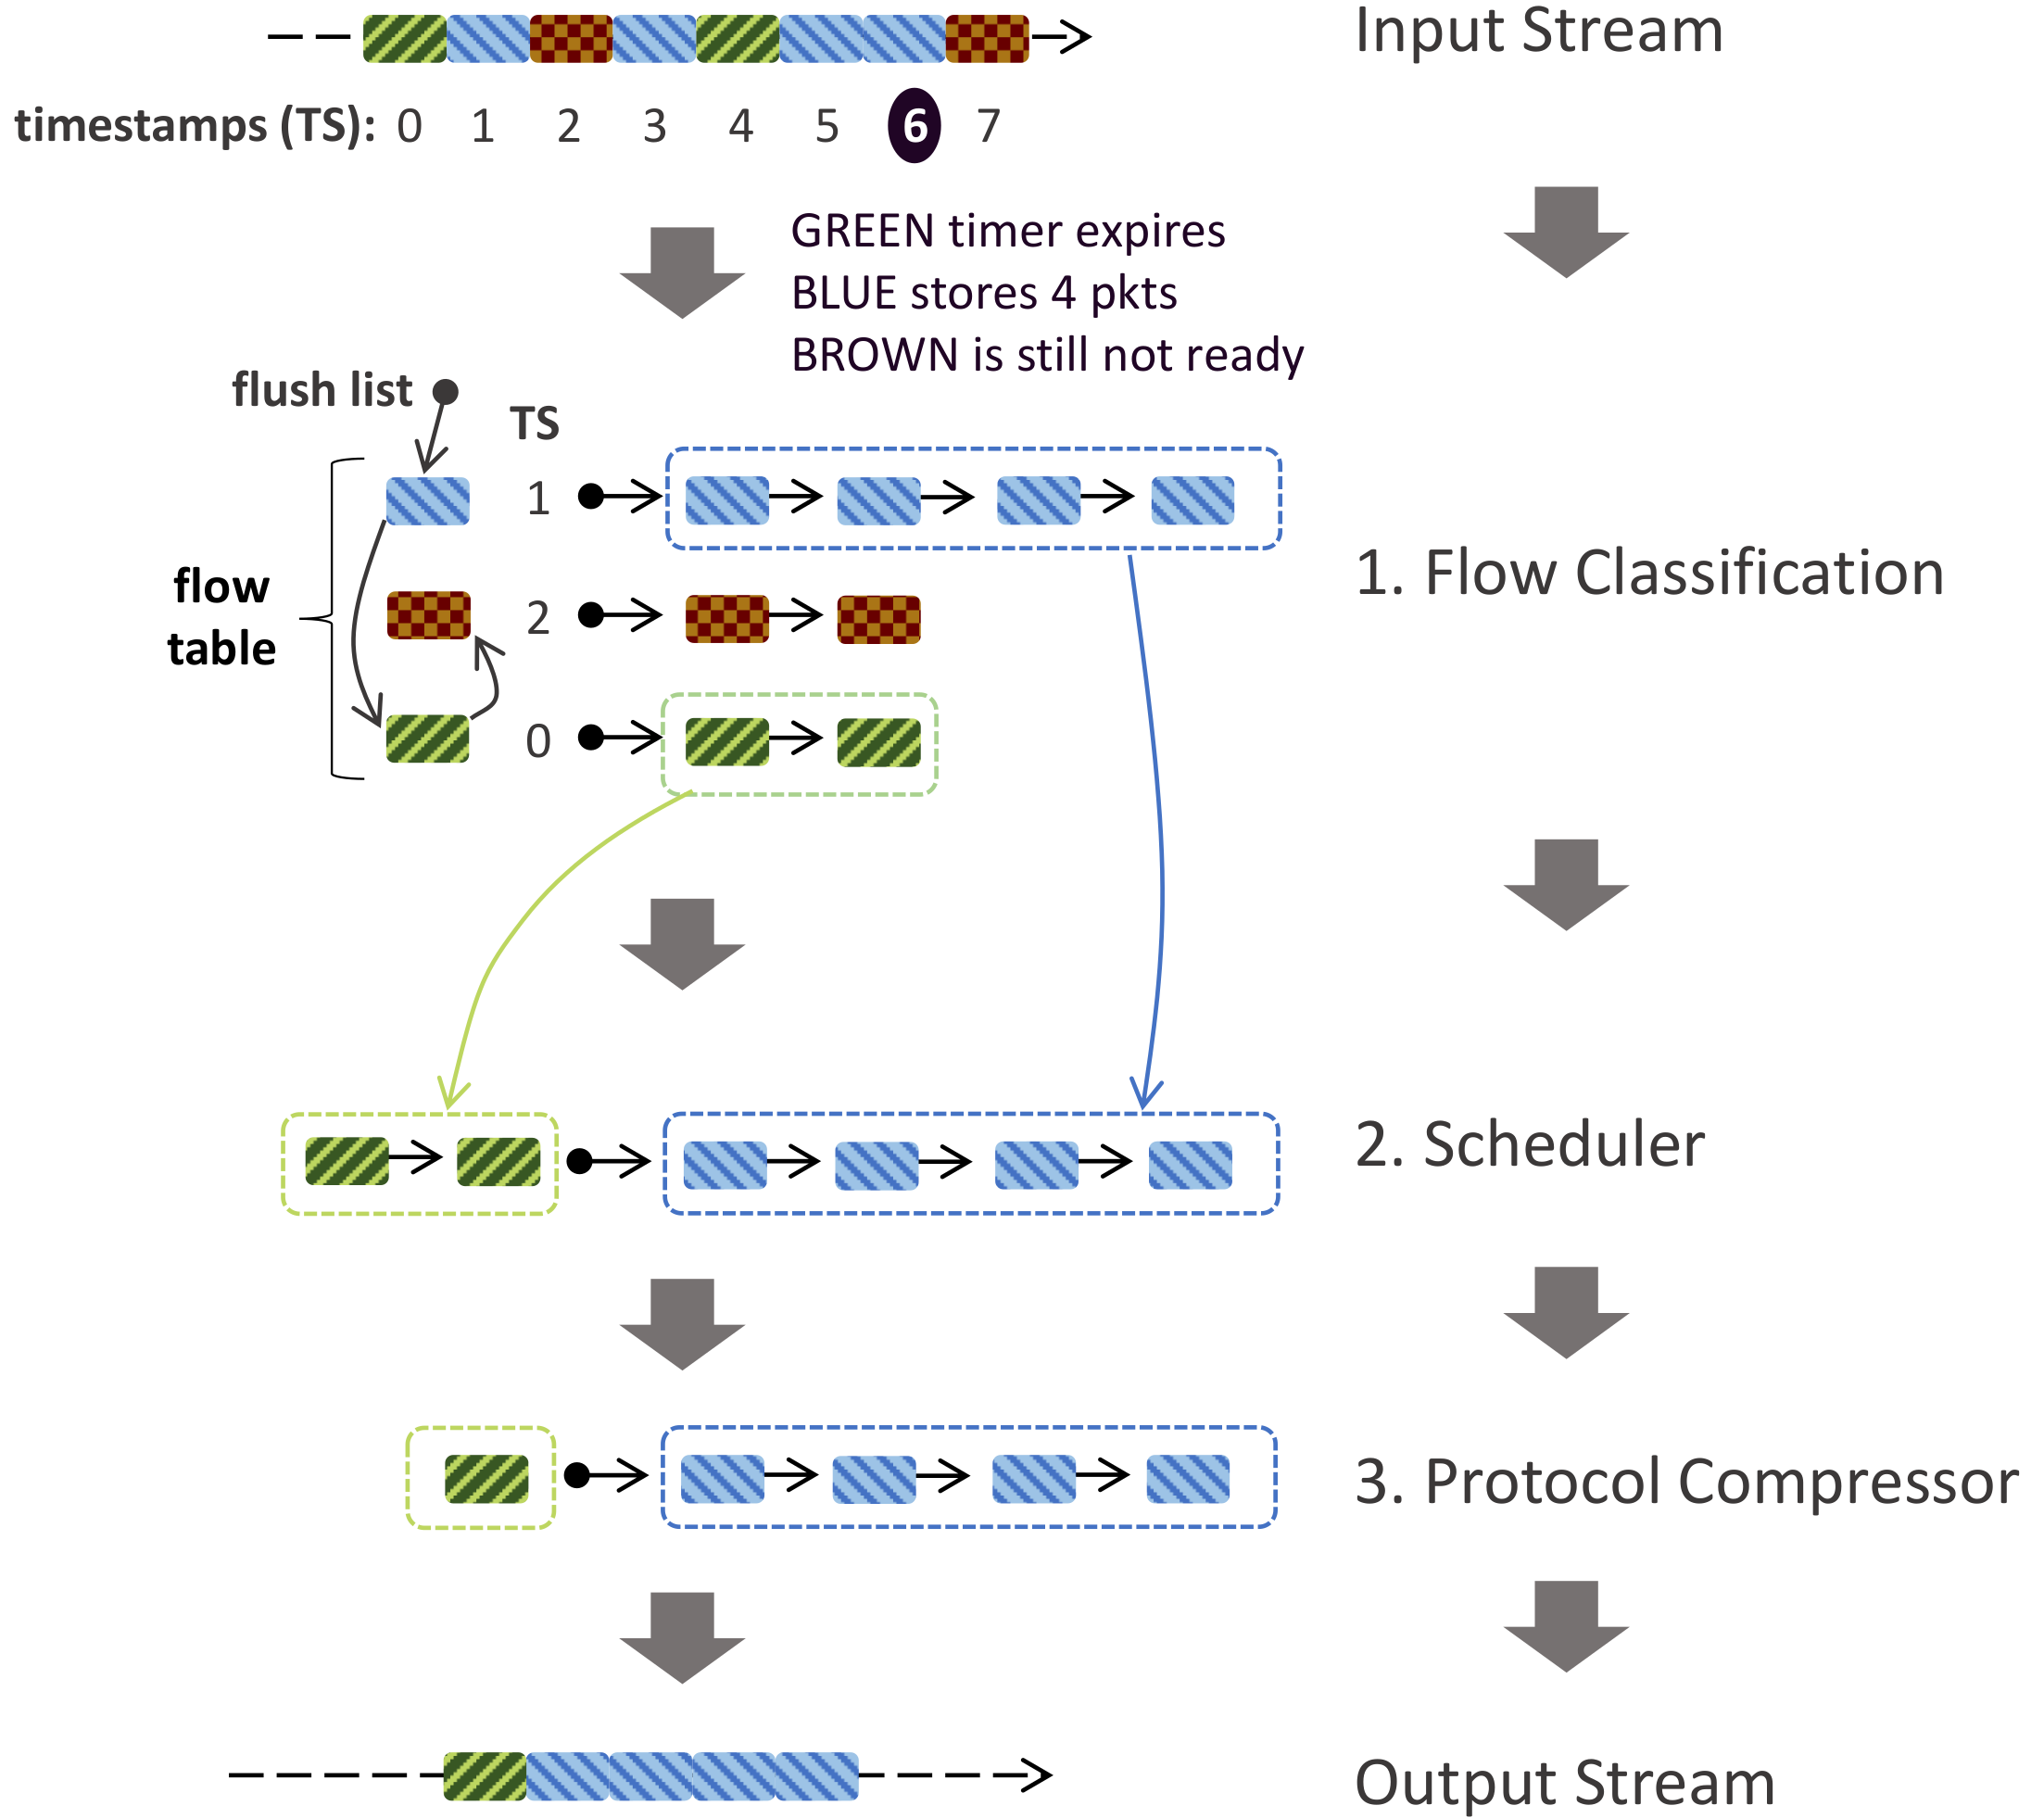 Input Stream
timestamps (TS): 0 1 2 3 4 5 6 7
GREEN timer expires
BLUE stores 4 pkts
BROWN is still not ready
flush list
TS
1
flow
table
2
0
1. Flow Classification
2. Scheduler
3. Protocol Compressor
Output Stream